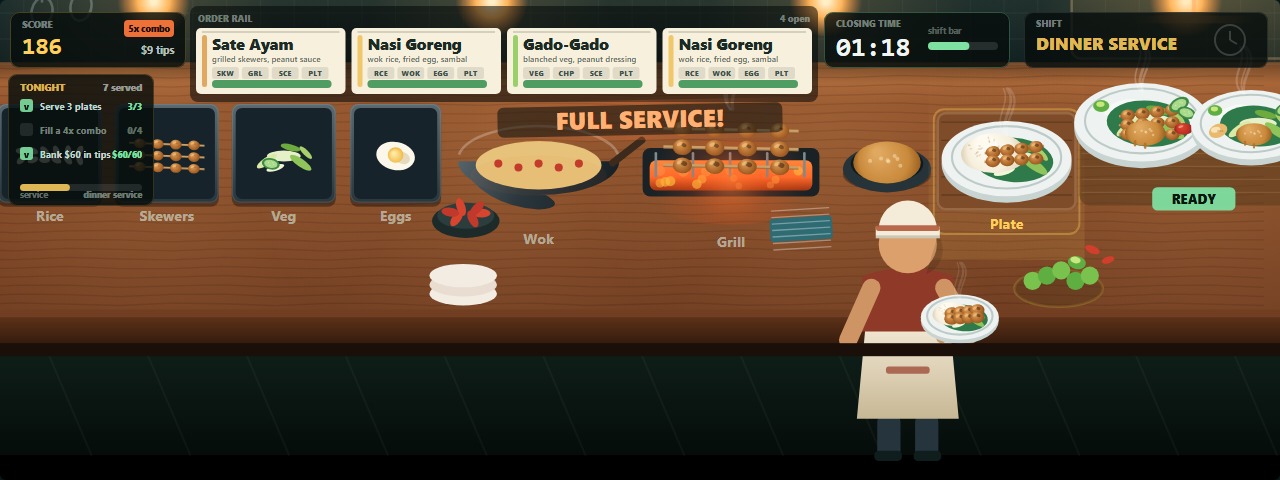 SCORE
5x combo
186
$9 tips
ORDER RAIL
4 open
Sate Ayam
grilled skewers, peanut sauce
SKW GRL SCE PLT
Nasi Goreng
wok rice, fried egg, sambal
RCE WOK EGG PLT
Gado-Gado
blanched veg, peanut dressing
VEG CHP SCE PLT
Nasi Goreng
wok rice, fried egg, sambal
RCE WOK EGG PLT
CLOSING TIME
01:18
shift bar
SHIFT
DINNER SERVICE
TONIGHT
7 served
v Serve 3 plates 3/3
Fill a 4x combo 0/4
v Bank $60 in tips $60/60
service
dinner service
FULL SERVICE!
Rice
Skewers
Veg
Eggs
Wok
Grill
Plate
READY